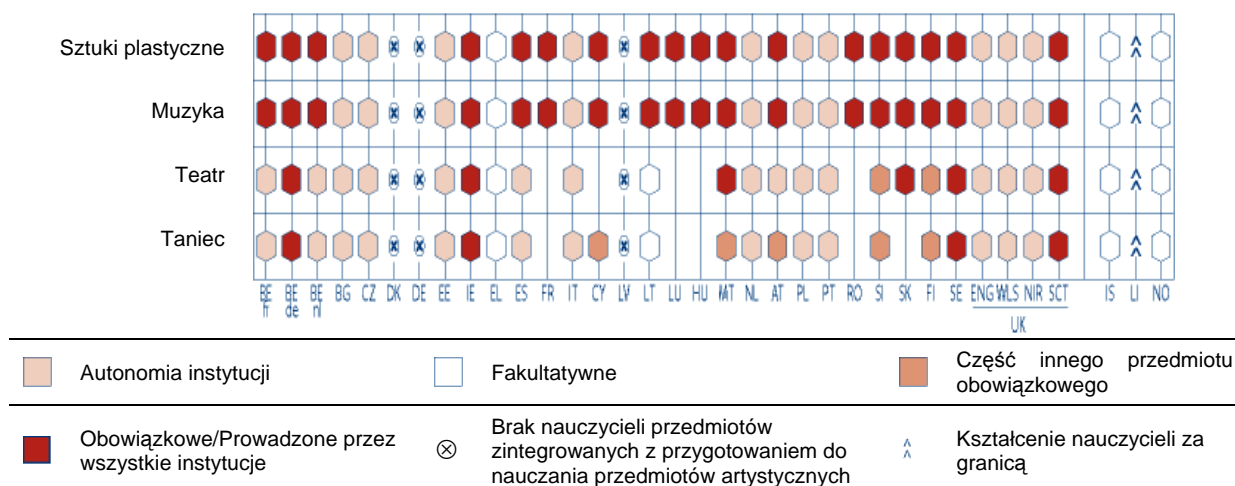 Sztuki plastyczne
Muzyka
Teatr
Taniec
BE fr BE de BE nl BG CZ DK DE EE IE EL ES FR IT CY LV LT LU HU MT NL AT PL PT RO SI SK FI SE ENG WLS NIR SCT IS LI NO
UK
Autonomia instytucji
Fakultatywne
Część innego przedmiotu
obowiązkowego
Obowiązkowe/Prowadzone przez
wszystkie instytucje
Brak nauczycieli przedmiotów
zintegrowanych z przygotowaniem do
nauczania przedmiotów artystycznych
Kształcenie nauczycieli za
granicą